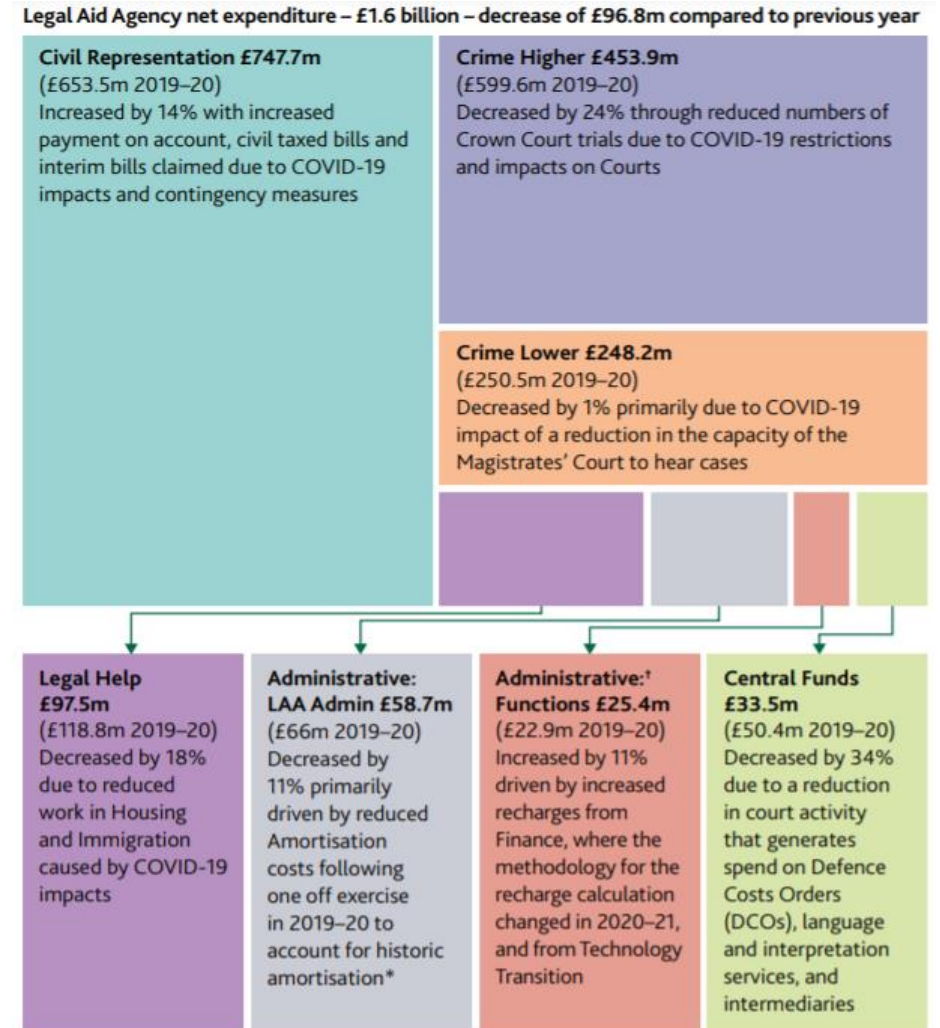 Legal Aid Agency net expenditure – £1.6 billion – decrease of £96.8m compared to previous year
Civil Representation £747.7m
(£653.5m 2019–20)
Increased by 14% with increased
payment on account, civil taxed bills and
interim bills claimed due to COVID-19
impacts and contingency measures
Crime Higher £453.9m
(£599.6m 2019–20)
Decreased by 24% through reduced numbers of
Crown Court trials due to COVID-19 restrictions
and impacts on Courts
Crime Lower £248.2m
(£250.5m 2019–20)
Decreased by 1% primarily due to COVID-19
impact of a reduction in the capacity of the
Magistrates' Court to hear cases
Legal Help
£97.5m
(£118.8m 2019–20)
Decreased by 18%
due to reduced
work in Housing
and Immigration
caused by COVID-19
impacts
Administrative:
LAA Admin £58.7m
(£66m 2019–20)
Decreased by
11% primarily
driven by reduced
Amortisation
costs following
one off exercise
in 2019–20 to
account for historic
amortisation*
Administrative:†
Functions £25.4m
(£22.9m 2019–20)
Increased by 11%
driven by increased
recharges from
Finance, where the
methodology for the
recharge calculation
changed in 2020–21,
and from Technology
Transition
Central Funds
£33.5m
(£50.4m 2019–20)
Decreased by 34%
due to a reduction
in court activity
that generates
spend on Defence
Costs Orders
(DCOs), language
and interpretation
services, and
intermediaries